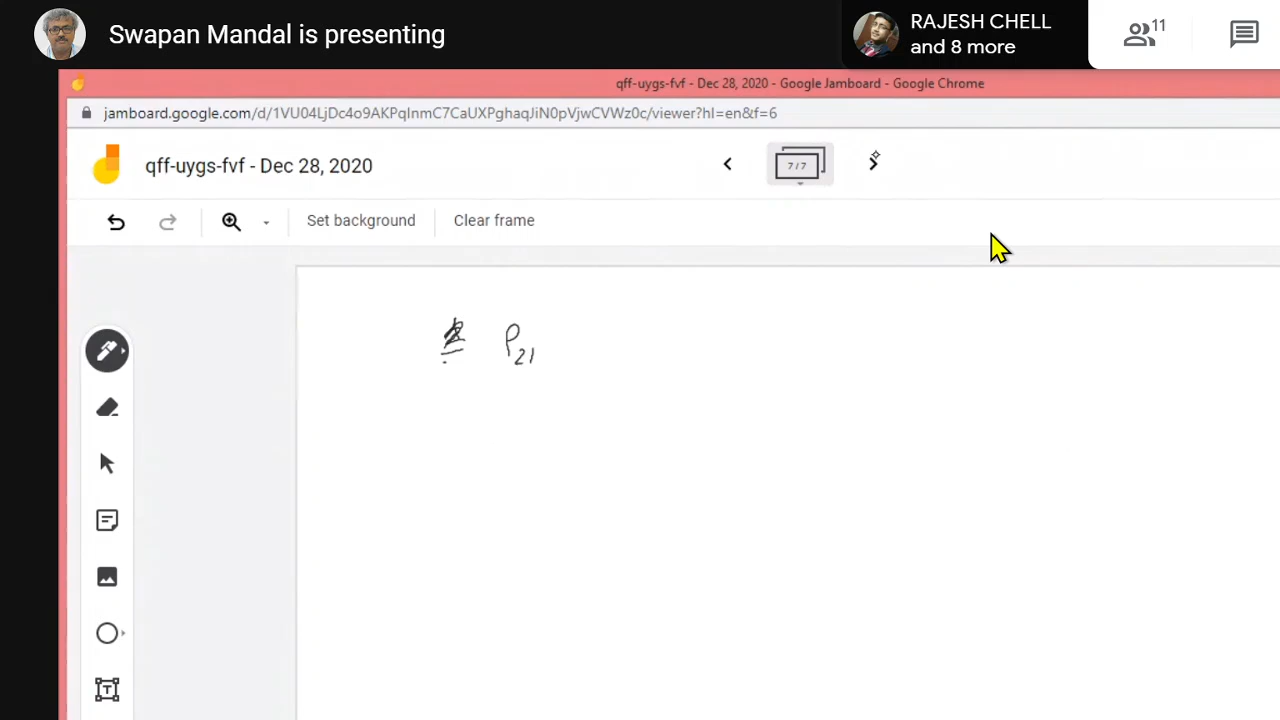 Swapan Mandal is presenting
RAJESH CHELL
and 8 more
11
qff-uygs-fvf - Dec 28, 2020 - Google Jamboard - Google Chrome
jamboard.google.com/d/1VU04LjDc4o9AKPqInmC7CaUXPghaqJiN0pVjwCVWz0c/viewer?hl=en&f=6
qff-uygs-fvf - Dec 28, 2020
7/7
Set background
Clear frame
ρ21
T